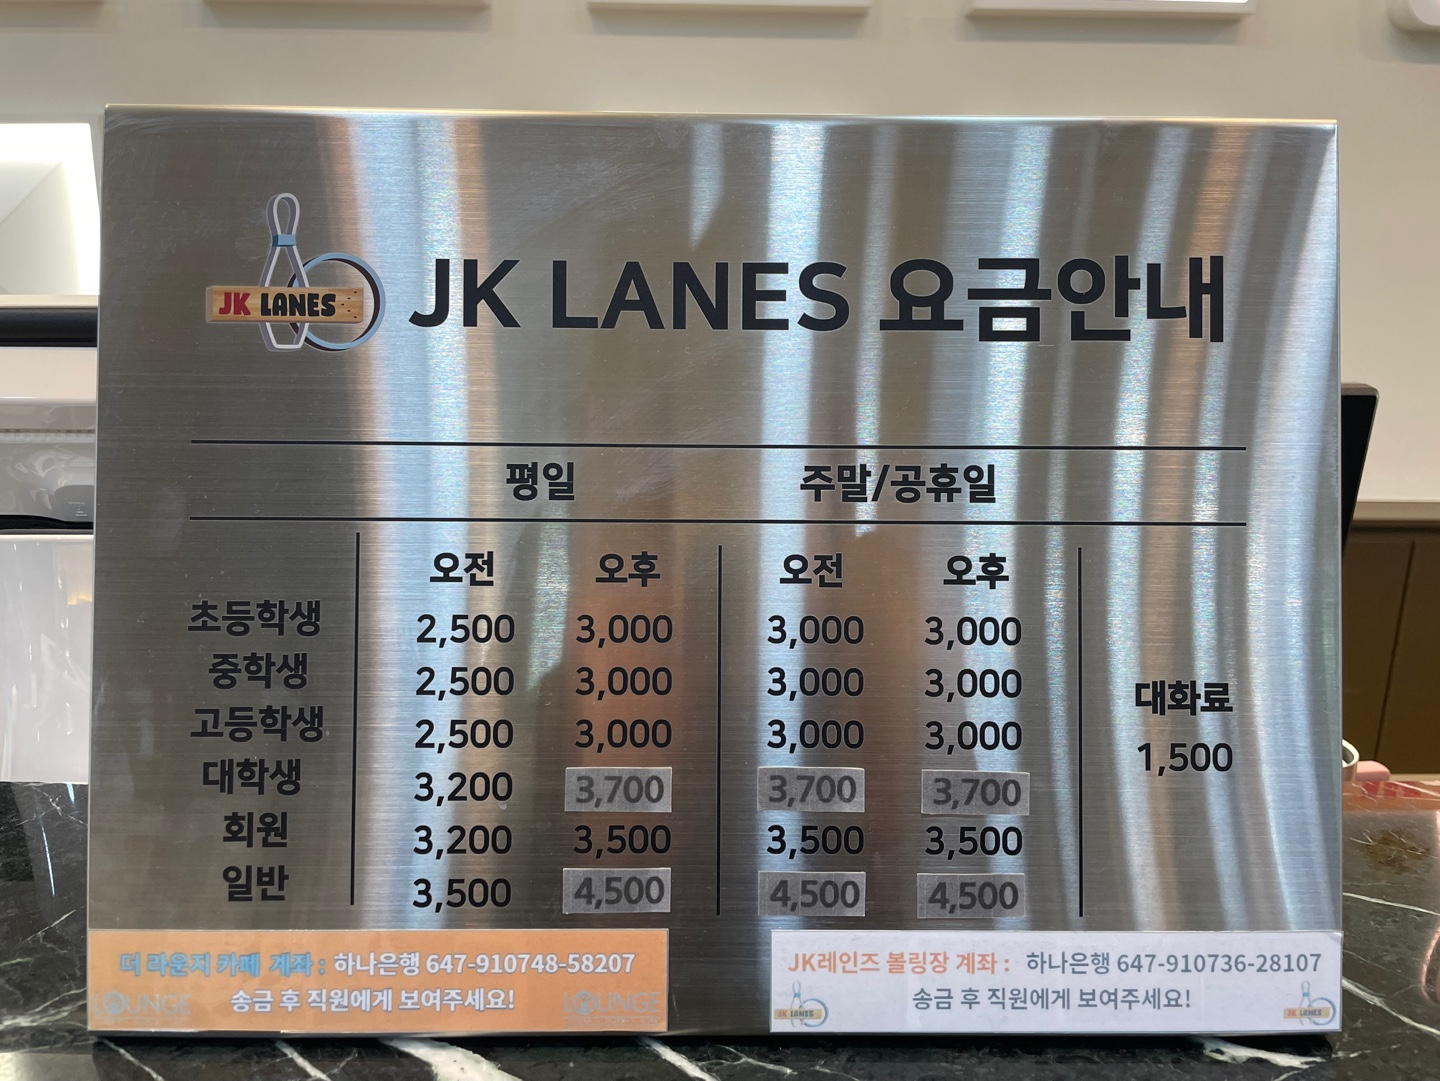 JK LANES
JK LANES 요금안내
평일 주말/공휴일
오전 오후 오전 오후
초등학생 2,500 3,000 3,000 3,000
중학생 2,500 3,000 3,000 3,000
고등학생 2,500 3,000 3,000 3,000
대학생 3,200 3,700 3,700 3,700
회원 3,200 3,500 3,500 3,500
일반 3,500 4,500 4,500 4,500
대화료
1,500
더 라운지 카페 계좌 : 하나은행 647-910748-58207
송금 후 직원에게 보여주세요!
LOUNGE LOUNGE
JK레인즈 볼링장 계좌 : 하나은행 647-910736-28107
송금 후 직원에게 보여주세요!
JK LANES JK LANES